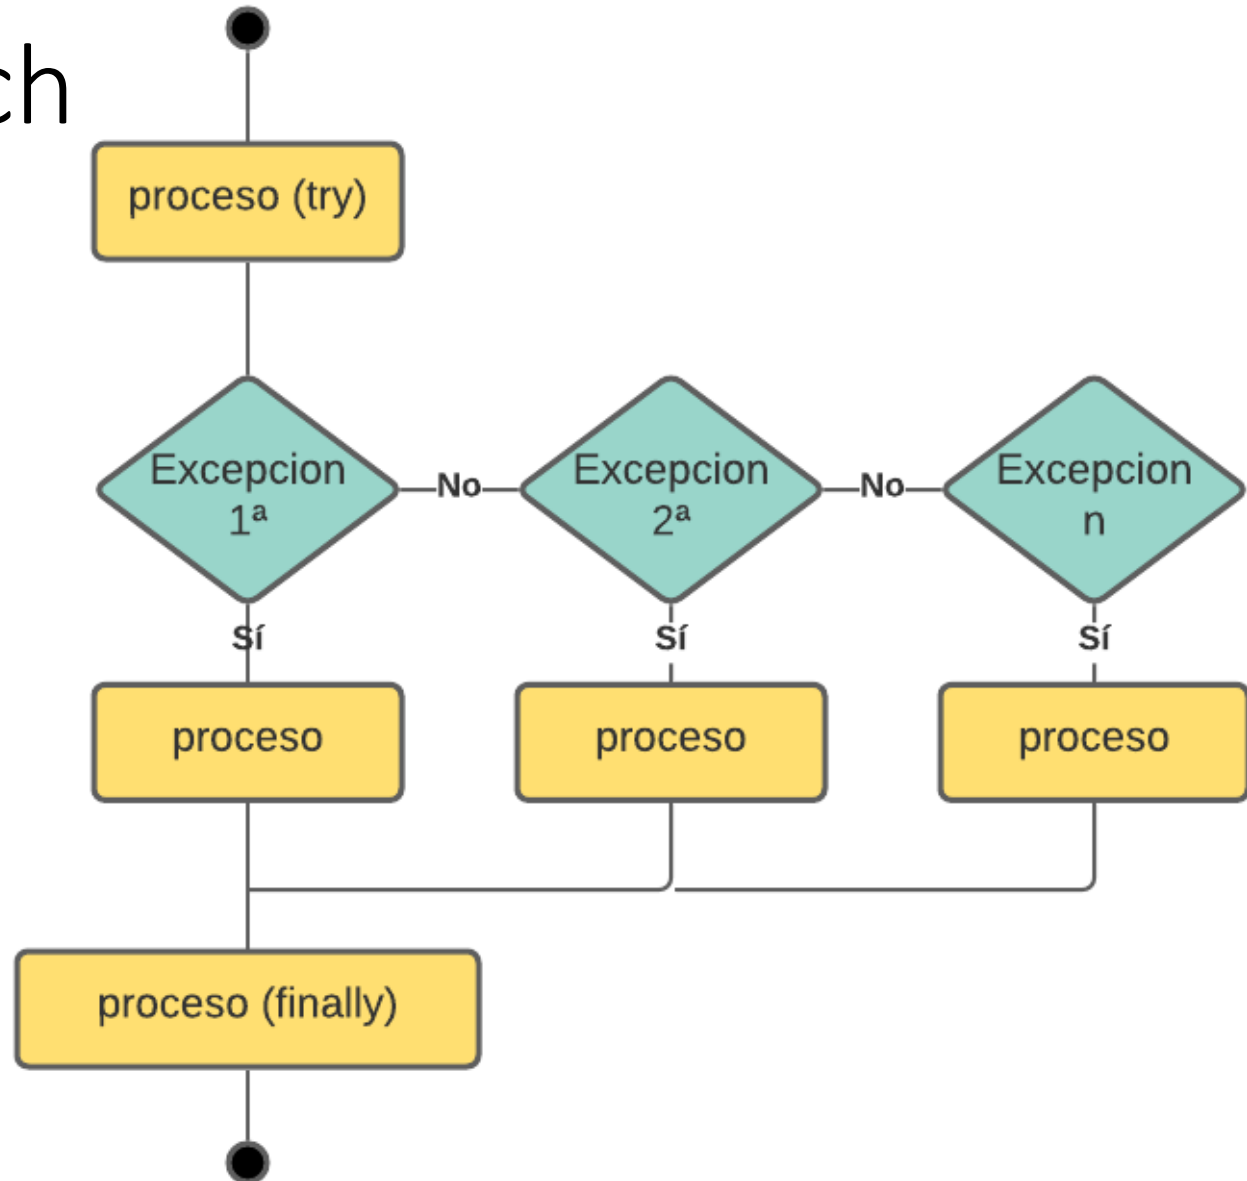 ch
proceso (try)
Excepcion
1ª
No
Excepcion
2ª
No
Excepcion
n
Sí
Sí
Sí
proceso
proceso
proceso
proceso (finally)